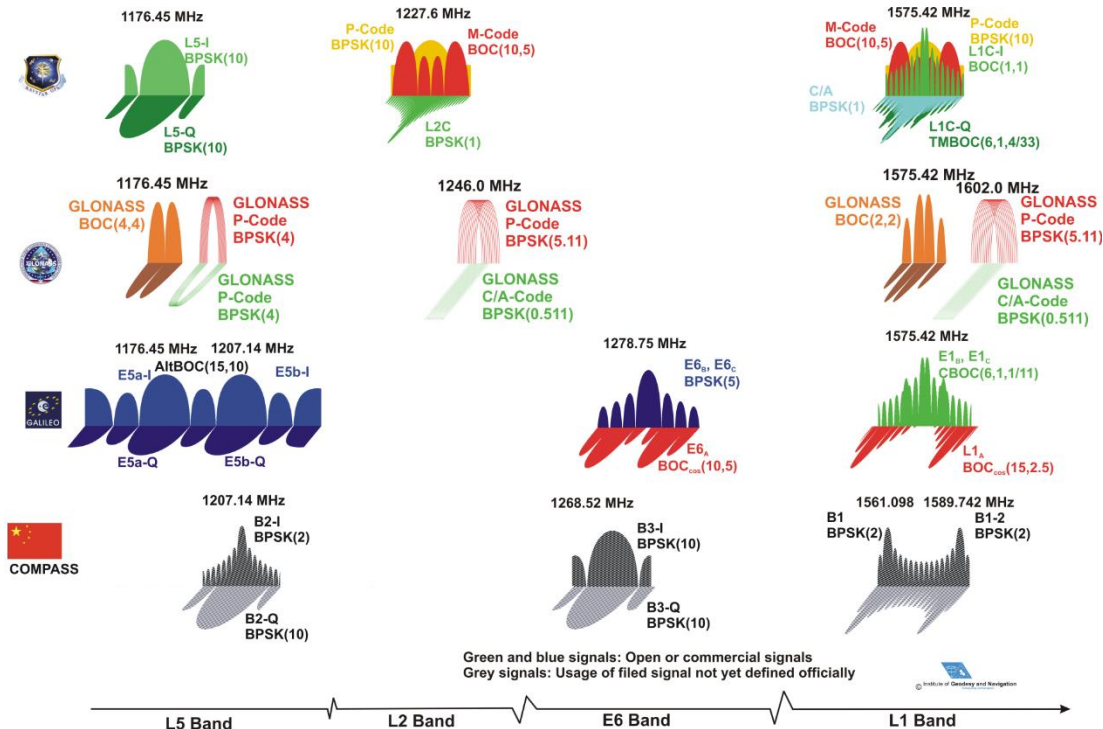 1176.45 MHz
L5-I
BPSK(10)
L5-Q
BPSK(10)
1227.6 MHz
P-Code
BPSK(10)
M-Code
BOC(10,5)
L2C
BPSK(1)
1575.42 MHz
M-Code
BOC(10,5)
P-Code
BPSK(10)
L1C-I
BOC(1,1)
C/A
BPSK(1)
L1C-Q
TMBOC(6,1,4/33)
GLONASS
1176.45 MHz
GLONASS
BOC(4,4)
GLONASS
P-Code
BPSK(4)
GLONASS
P-Code
BPSK(4)
1246.0 MHz
GLONASS
P-Code
BPSK(5.11)
GLONASS
C/A-Code
BPSK(0.511)
1575.42 MHz
1602.0 MHz
GLONASS
BOC(2,2)
GLONASS
P-Code
BPSK(5.11)
GLONASS
C/A-Code
BPSK(0.511)
GALILEO
1176.45 MHz 1207.14 MHz
AltBOC(15,10)
E5a-I
E5b-I
E5a-Q
E5b-Q
1278.75 MHz
E6B, E6C
BPSK(5)
E6A
BOCcos(10,5)
1575.42 MHz
E1B, E1C
CBOC(6,1,1/11)
L1A
BOCcos(15,2.5)
COMPASS
1207.14 MHz
B2-I
BPSK(2)
B2-Q
BPSK(10)
1268.52 MHz
B3-I
BPSK(10)
B3-Q
BPSK(10)
1561.098 1589.742 MHz
B1
BPSK(2)
B1-2
BPSK(2)
Green and blue signals: Open or commercial signals
Grey signals: Usage of filed signal not yet defined officially
© Institute of Geodesy and Navigation
L5 Band
L2 Band
E6 Band
L1 Band